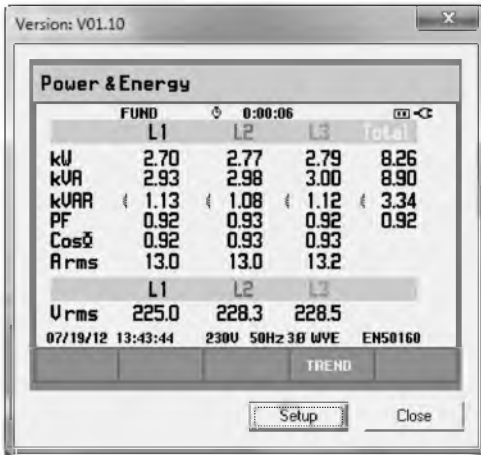 Version: V01.10
Power & Energy
FUND 0:00:06
L1 L2 L3 Total
kW 2.70 2.77 2.79 8.26
kVA 2.93 2.98 3.00 8.90
kVAR 1.13 1.08 1.12 3.34
PF 0.92 0.93 0.92 0.92
CosΦ 0.92 0.93 0.93
A rms 13.0 13.0 13.2
L1 L2 L3
V rms 225.0 228.3 228.5
07/19/12 13:43:44 230V 50Hz 3Ø WYE EN50160
TREND
Setup Close